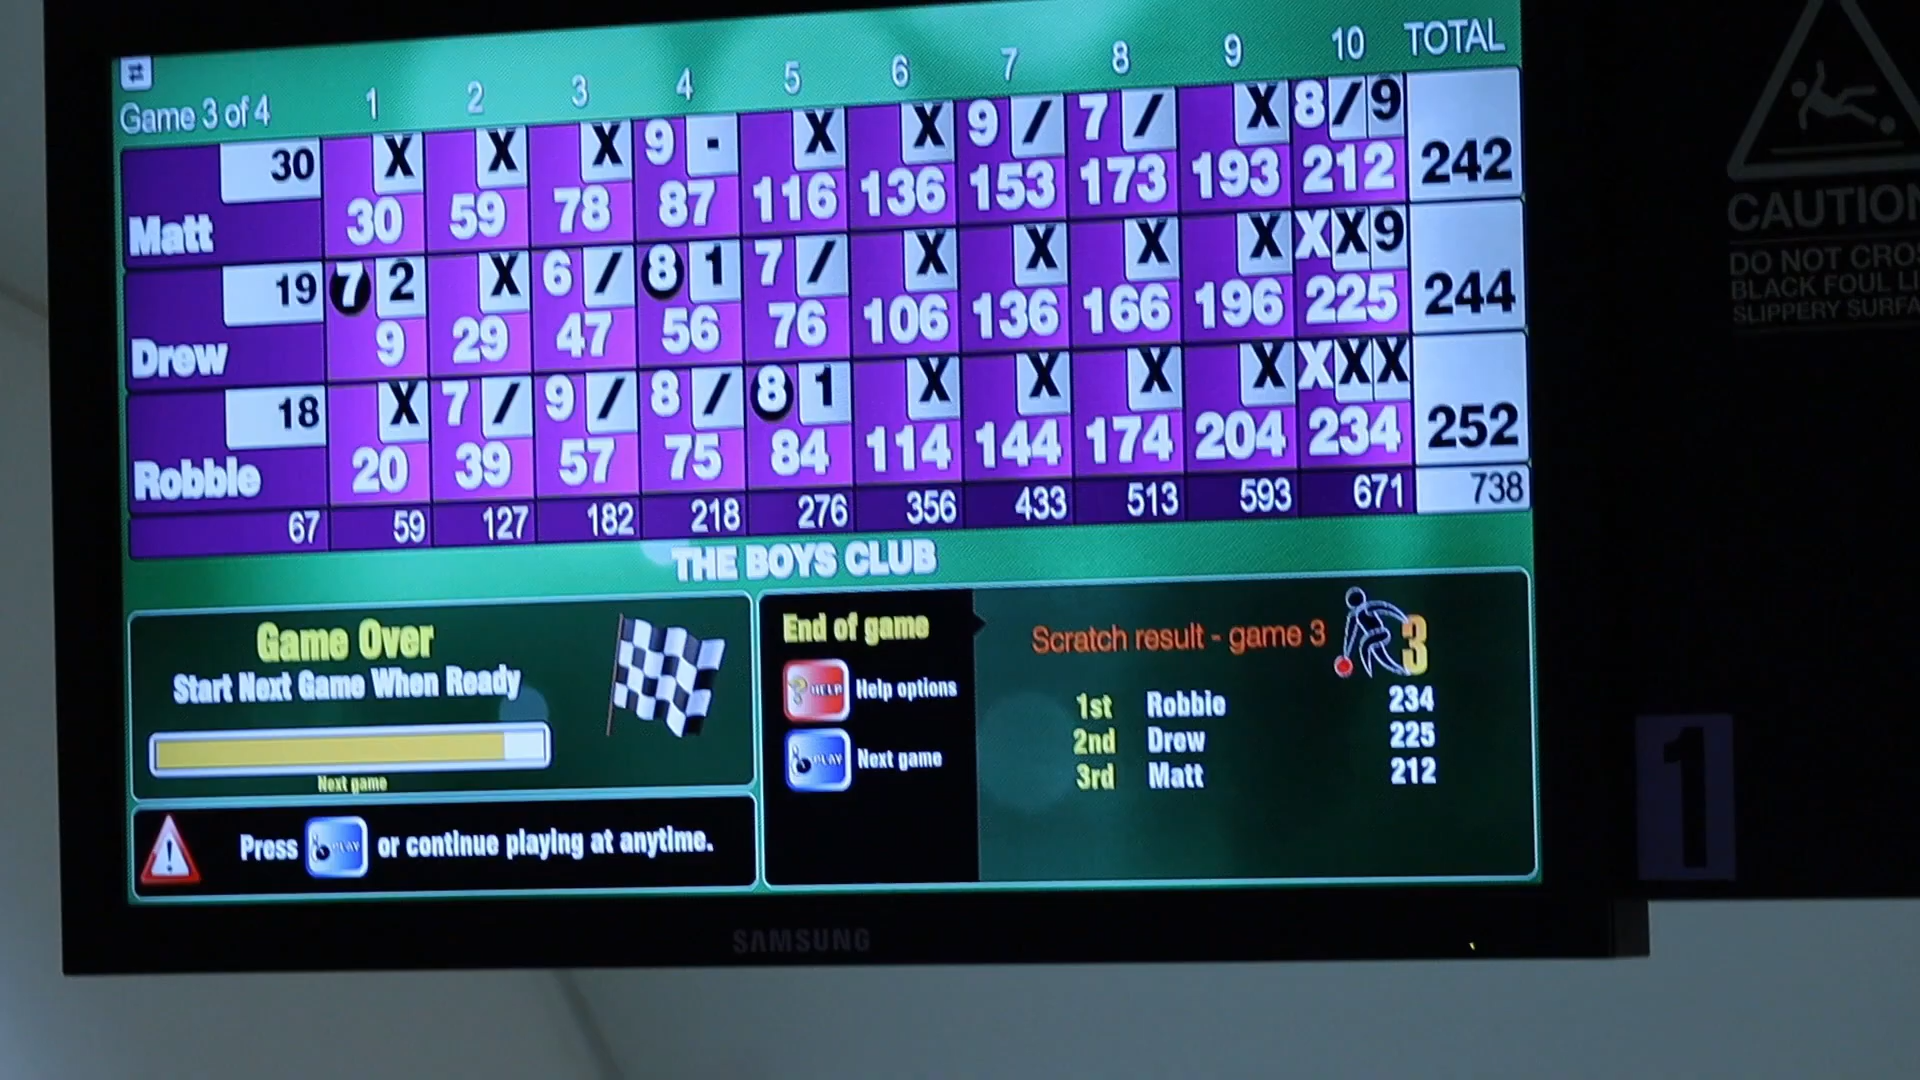 1 2 3 4 5 6 7 8 9 10 TOTAL
Game 3 of 4
30 X X X 9 - X X 9 / 7 / X 8 / 9
Matt 30 59 78 87 116 136 153 173 193 212 242
19 7 2 X 6 / 8 1 7 / X X X X X X 9
Drew 9 29 47 56 76 106 136 166 196 225 244
18 X 7 / 9 / 8 / 8 1 X X X X X X X
Robbie 20 39 57 75 84 114 144 174 204 234 252
67 59 127 182 218 276 356 433 513 593 671 738
THE BOYS CLUB
Game Over
Start Next Game When Ready
Next game
Press PLAY or continue playing at anytime.
End of game
HELP Help options
PLAY Next game
Scratch result - game 3 3
1st Robbie 234
2nd Drew 225
3rd Matt 212
SAMSUNG
CAUTION
DO NOT CROS
BLACK FOUL LI
SLIPPERY SURFA
1